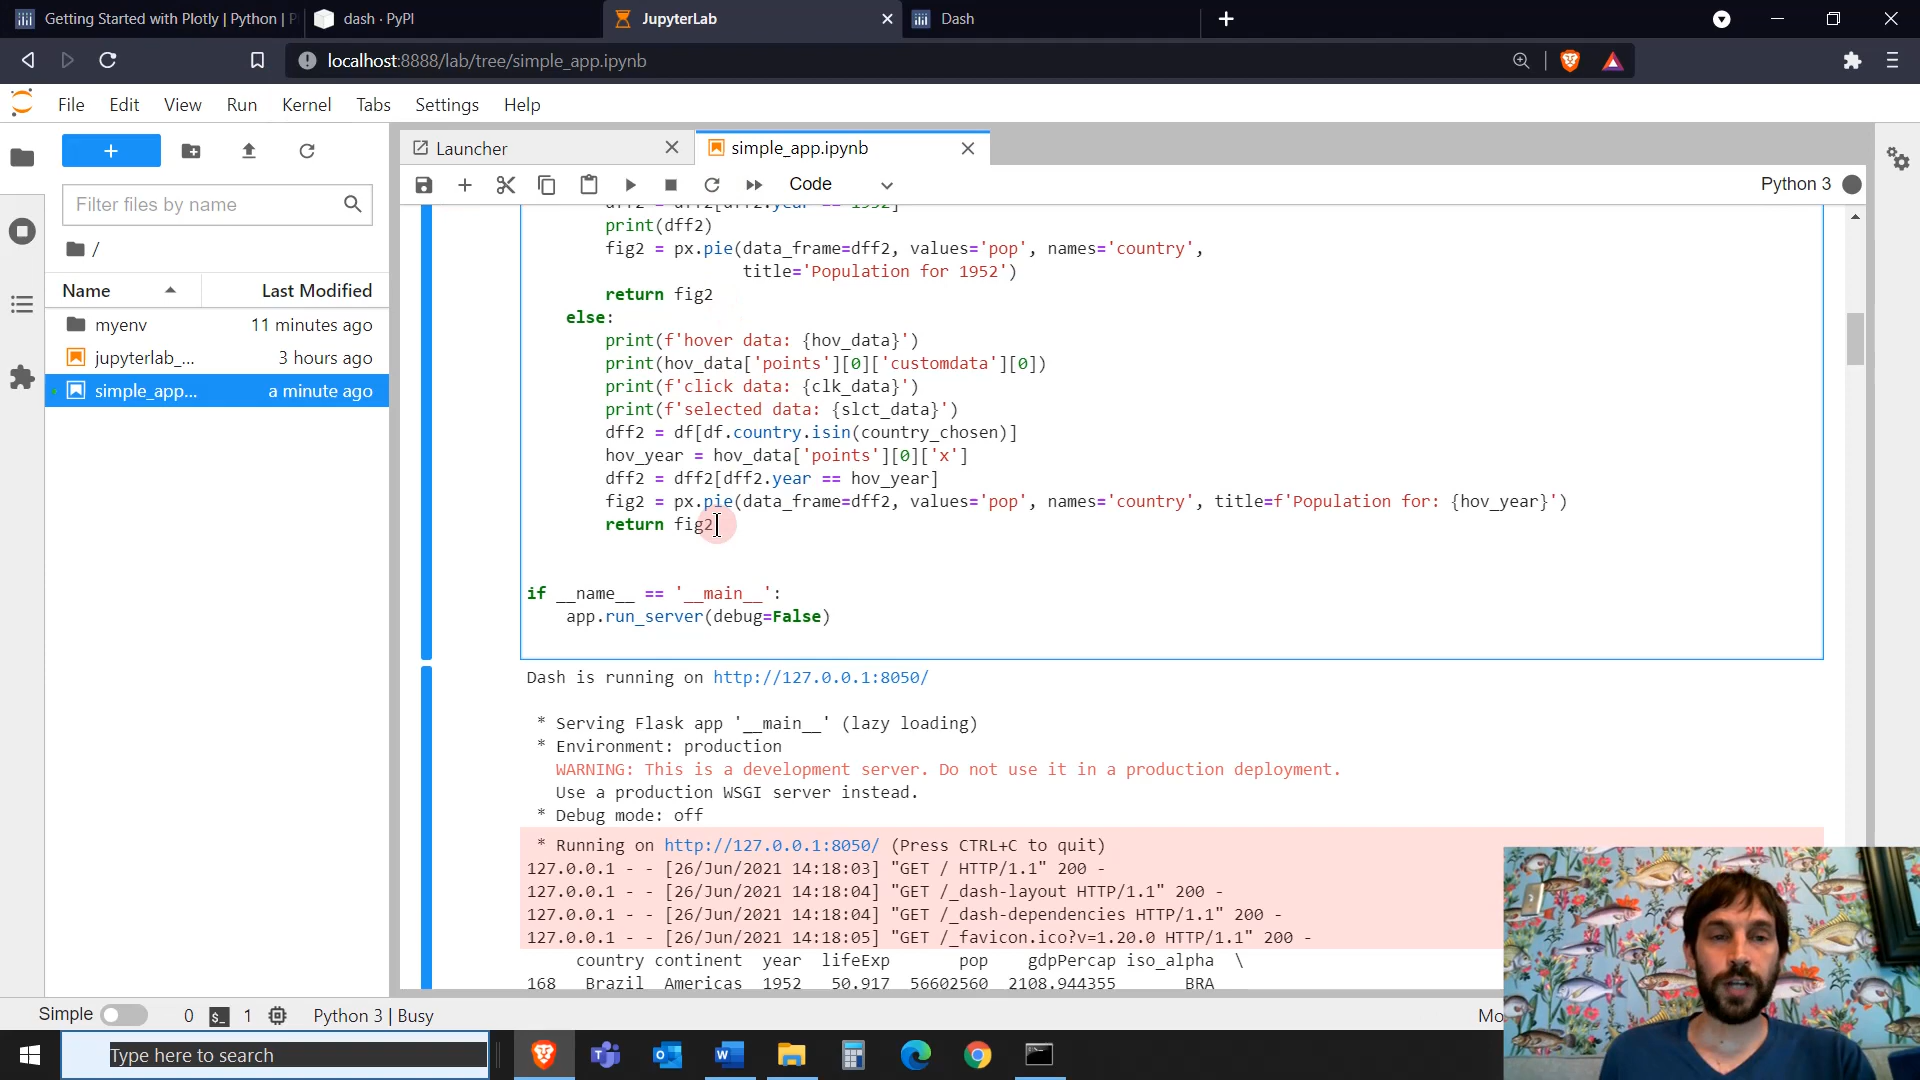 Getting Started with Plotly | Python |
dash · PyPI
JupyterLab
Dash
localhost:8888/lab/tree/simple_app.ipynb
File Edit View Run Kernel Tabs Settings Help
Launcher
simple_app.ipynb
Code
Python 3
Filter files by name
/
Name
Last Modified
myenv 11 minutes ago
jupyterlab_... 3 hours ago
simple_app... a minute ago
dff2 = dff2[dff2.year == 1952]
print(dff2)
fig2 = px.pie(data_frame=dff2, values='pop', names='country',
title='Population for 1952')
return fig2
else:
print(f'hover data: {hov_data}')
print(hov_data['points'][0]['customdata'][0])
print(f'click data: {clk_data}')
print(f'selected data: {slct_data}')
dff2 = df[df.country.isin(country_chosen)]
hov_year = hov_data['points'][0]['x']
dff2 = dff2[dff2.year == hov_year]
fig2 = px.pie(data_frame=dff2, values='pop', names='country', title=f'Population for: {hov_year}')
return fig2
if __name__ == '__main__':
app.run_server(debug=False)
Dash is running on http://127.0.0.1:8050/
* Serving Flask app '__main__' (lazy loading)
* Environment: production
WARNING: This is a development server. Do not use it in a production deployment.
Use a production WSGI server instead.
* Debug mode: off
* Running on http://127.0.0.1:8050/ (Press CTRL+C to quit)
127.0.0.1 - - [26/Jun/2021 14:18:03] "GET / HTTP/1.1" 200 -
127.0.0.1 - - [26/Jun/2021 14:18:04] "GET /_dash-layout HTTP/1.1" 200 -
127.0.0.1 - - [26/Jun/2021 14:18:04] "GET /_dash-dependencies HTTP/1.1" 200 -
127.0.0.1 - - [26/Jun/2021 14:18:05] "GET /_favicon.ico?v=1.20.0 HTTP/1.1" 200 -
country continent year lifeExp pop gdpPercap iso_alpha \
168 Brazil Americas 1952 50.917 56602560 2108.944355 BRA
Simple 0 $_ 1 Python 3 | Busy
Type here to search